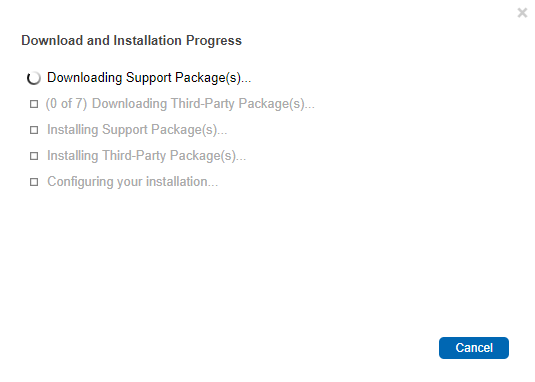 Download and Installation Progress
Downloading Support Package(s)...
(0 of 7) Downloading Third-Party Package(s)...
Installing Support Package(s)...
Installing Third-Party Package(s)...
Configuring your installation...
Cancel